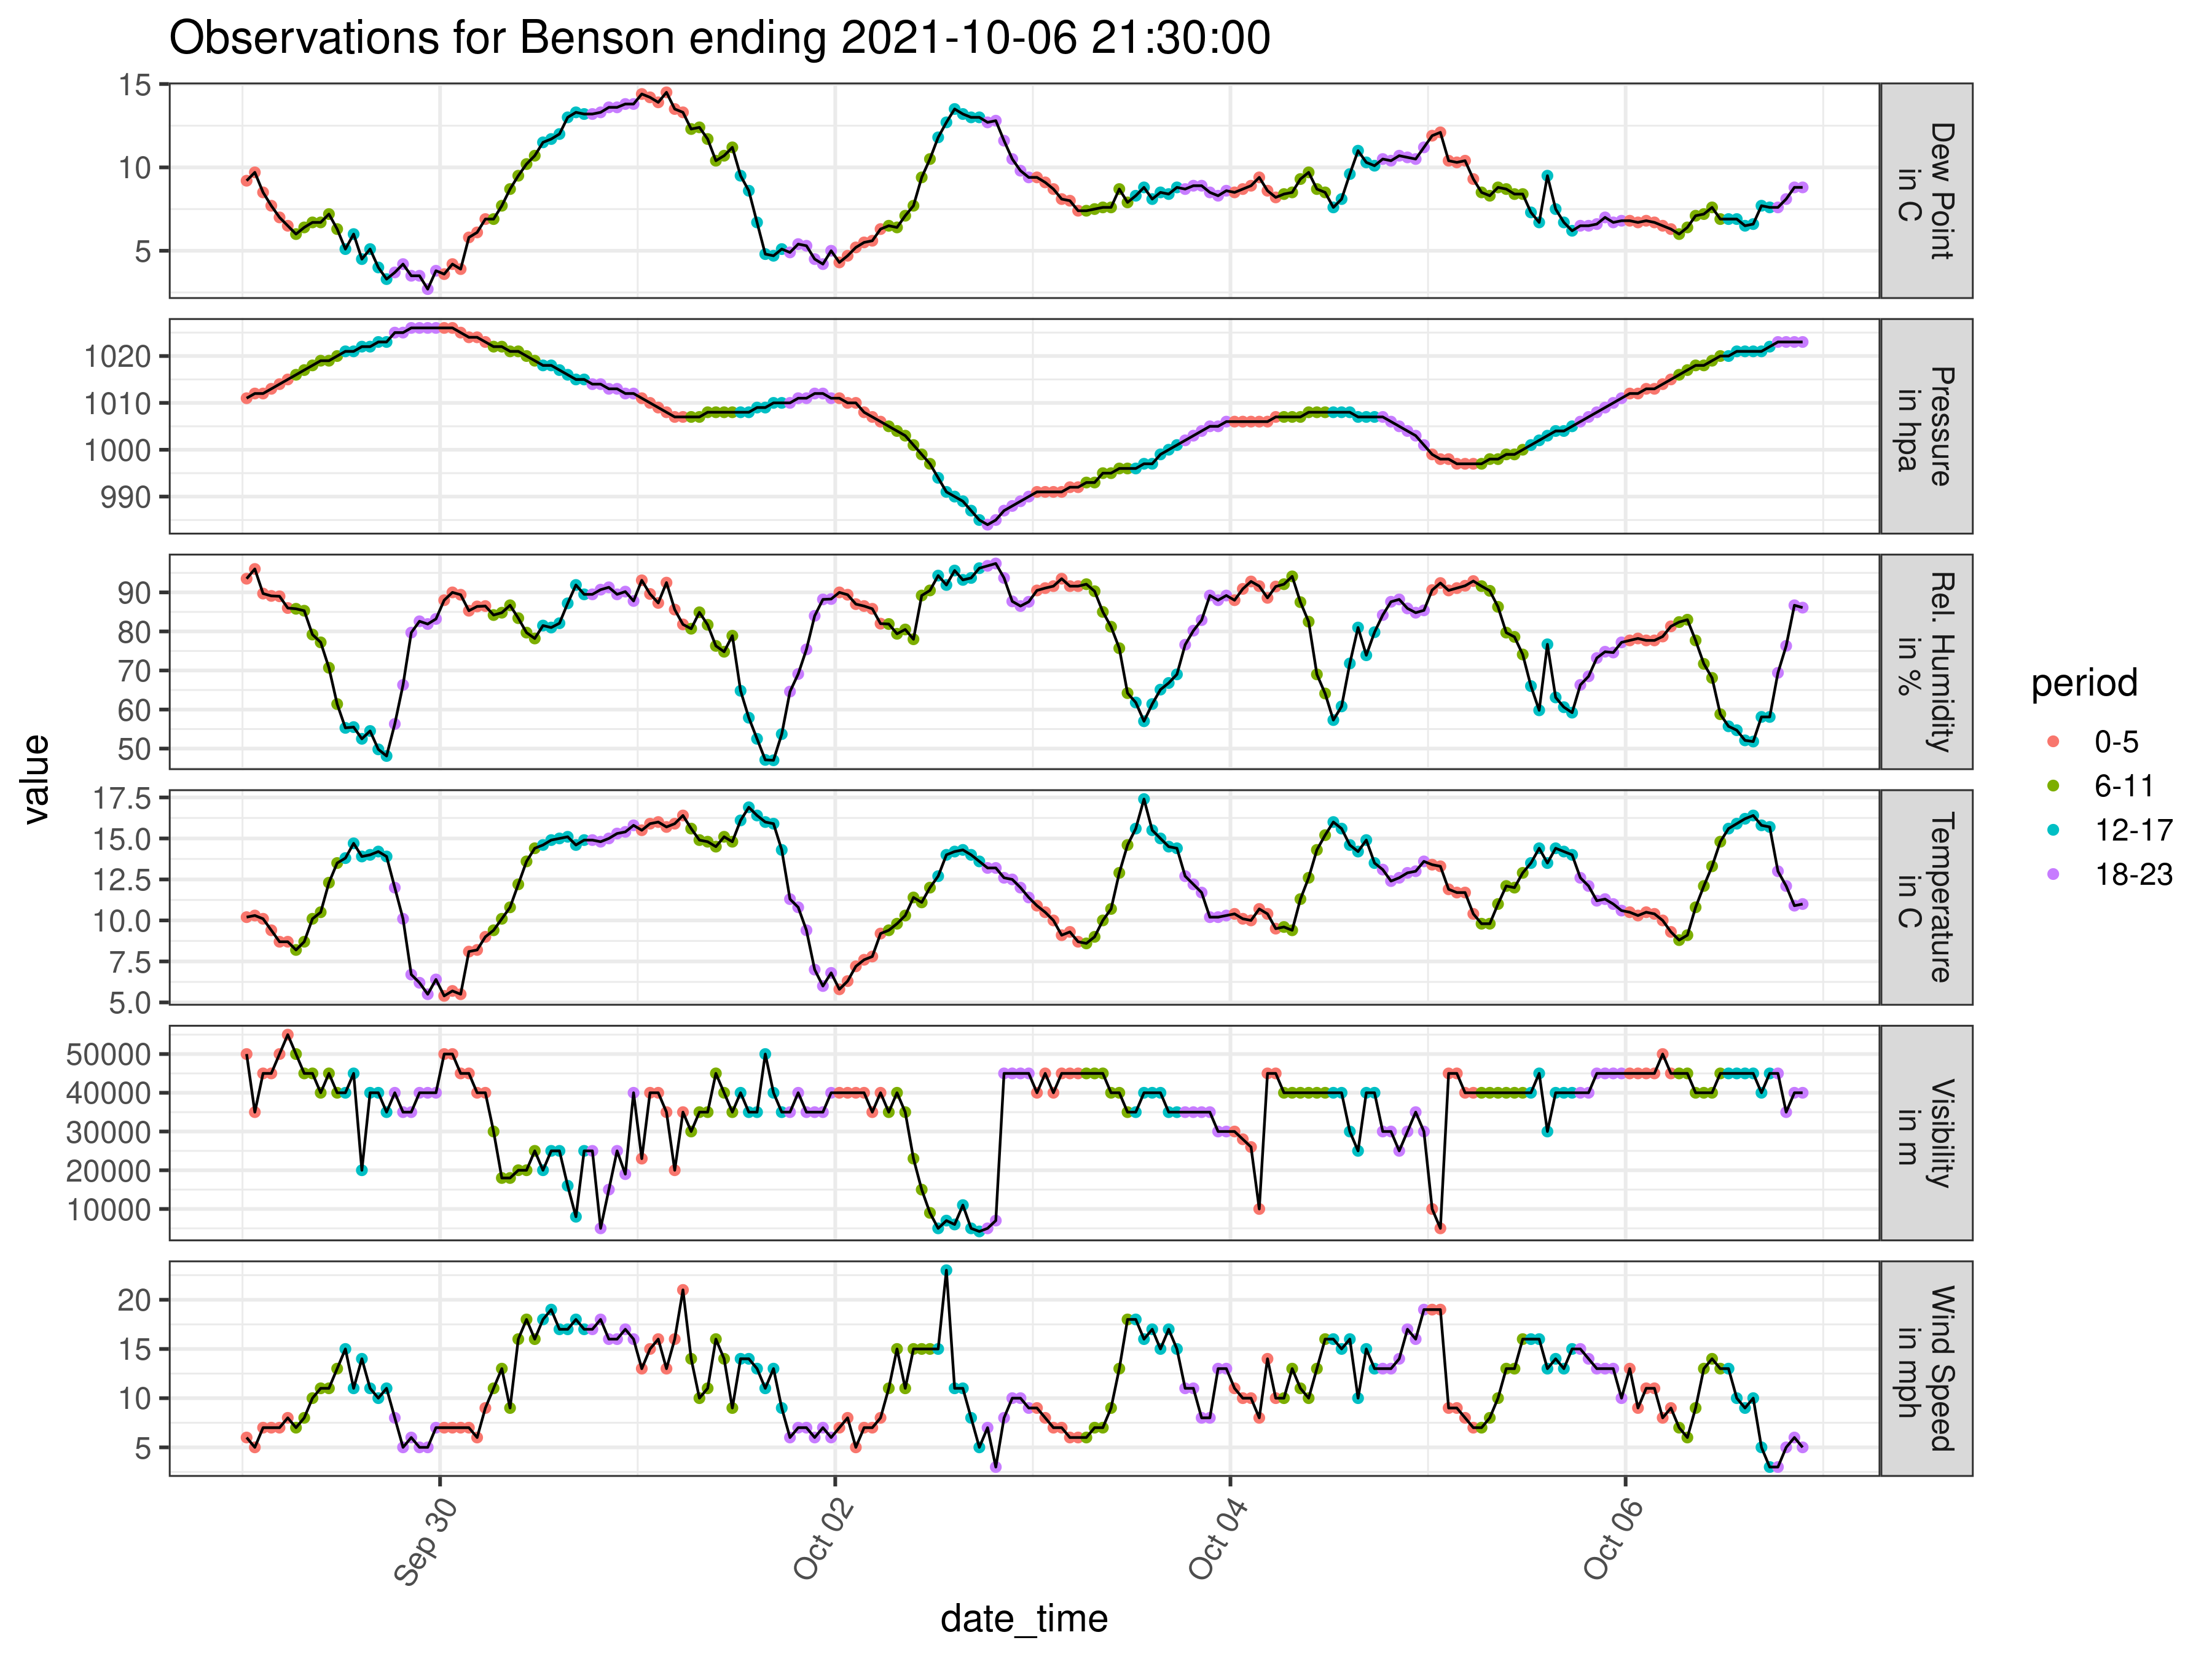 Observations for Benson ending 2021-10-06 21:30:00
15
10
5
Dew Point
in C
1020
1010
1000
990
Pressure
in hpa
90
80
70
60
50
Rel. Humidity
in %
17.5
15.0
12.5
10.0
7.5
5.0
Temperature
in C
50000
40000
30000
20000
10000
Visibility
in m
20
15
10
5
Wind Speed
in mph
value
Sep 30
Oct 02
Oct 04
Oct 06
date_time
period
0-5
6-11
12-17
18-23